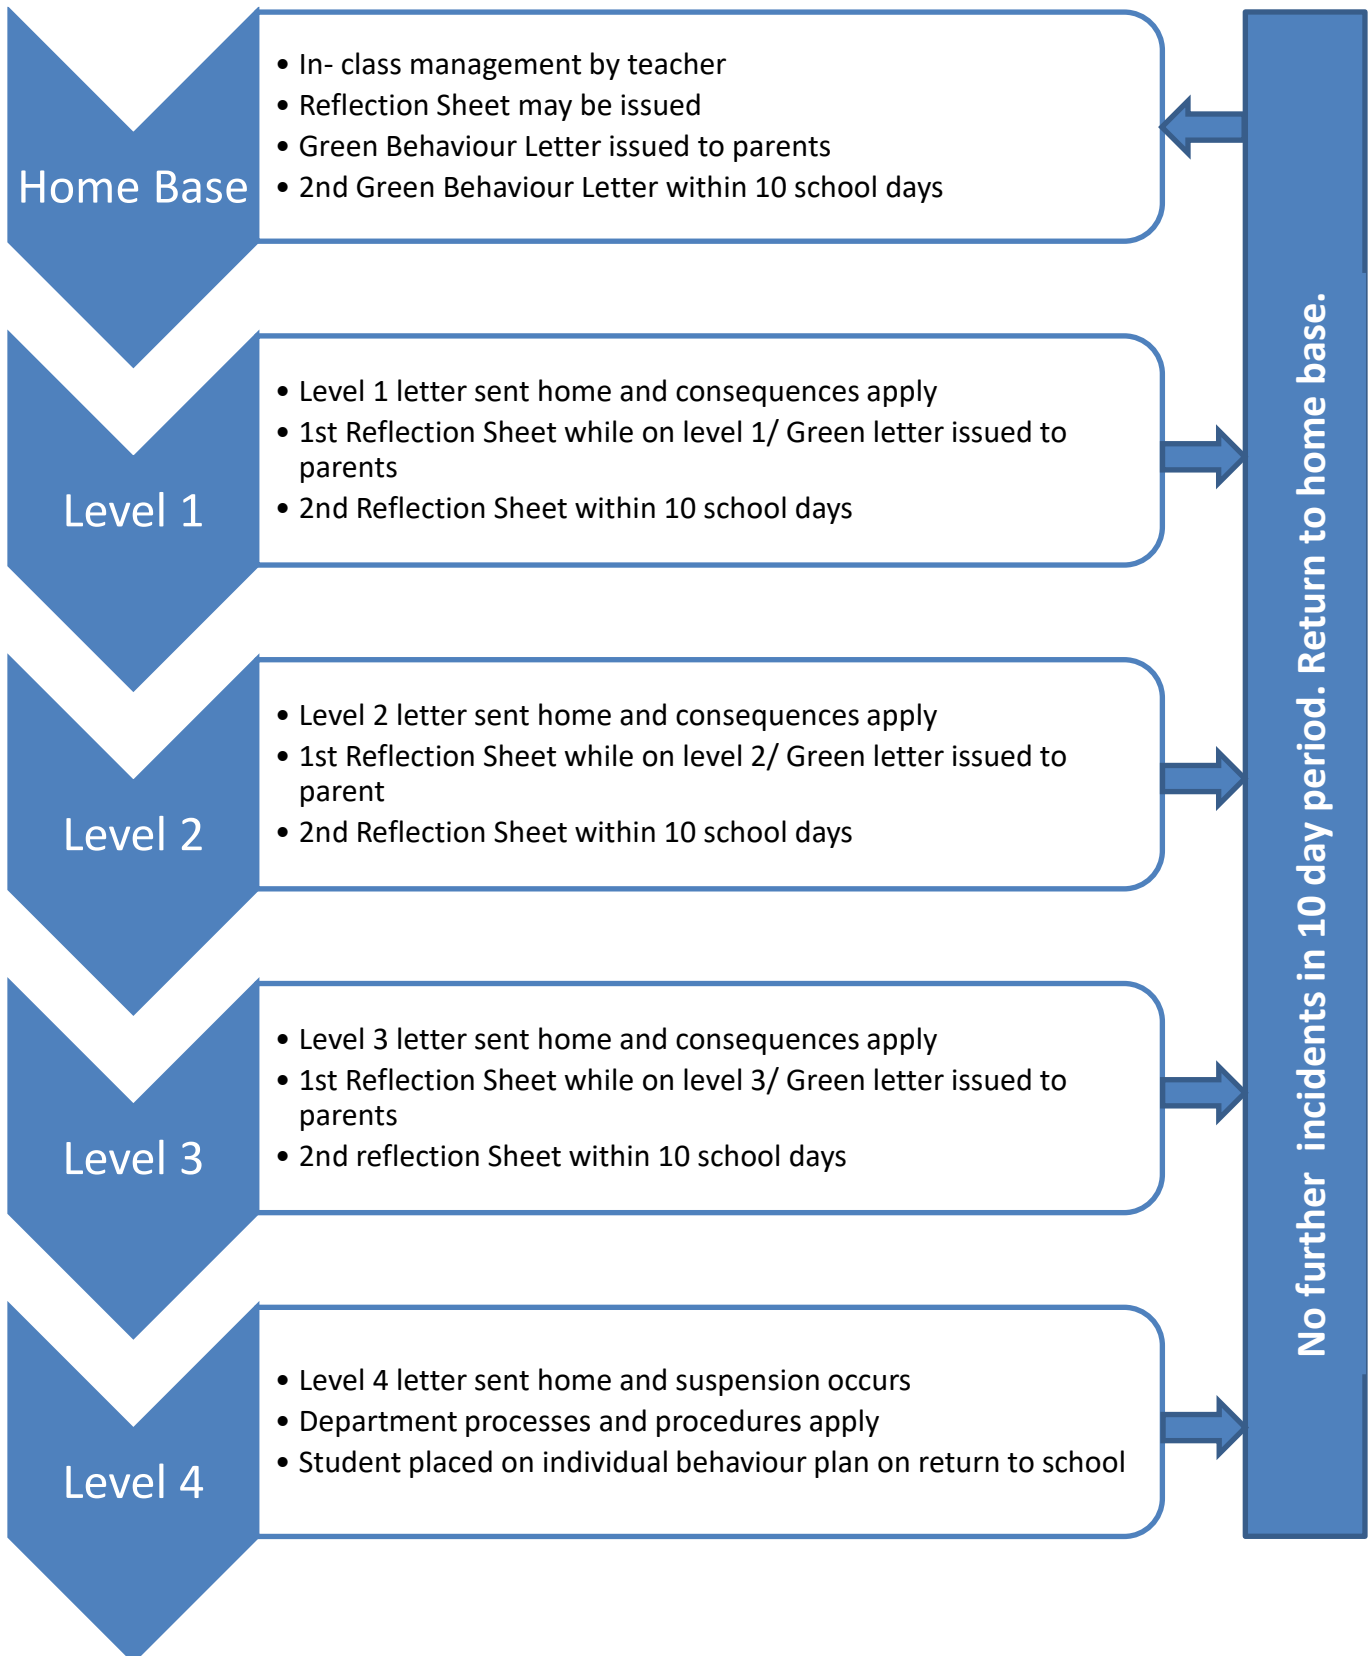 Home Base
• In- class management by teacher
• Reflection Sheet may be issued
• Green Behaviour Letter issued to parents
• 2nd Green Behaviour Letter within 10 school days
Level 1
• Level 1 letter sent home and consequences apply
• 1st Reflection Sheet while on level 1/ Green letter issued to
parents
• 2nd Reflection Sheet within 10 school days
Level 2
• Level 2 letter sent home and consequences apply
• 1st Reflection Sheet while on level 2/ Green letter issued to
parent
• 2nd Reflection Sheet within 10 school days
Level 3
• Level 3 letter sent home and consequences apply
• 1st Reflection Sheet while on level 3/ Green letter issued to
parents
• 2nd reflection Sheet within 10 school days
Level 4
• Level 4 letter sent home and suspension occurs
• Department processes and procedures apply
• Student placed on individual behaviour plan on return to school
No further incidents in 10 day period. Return to home base.